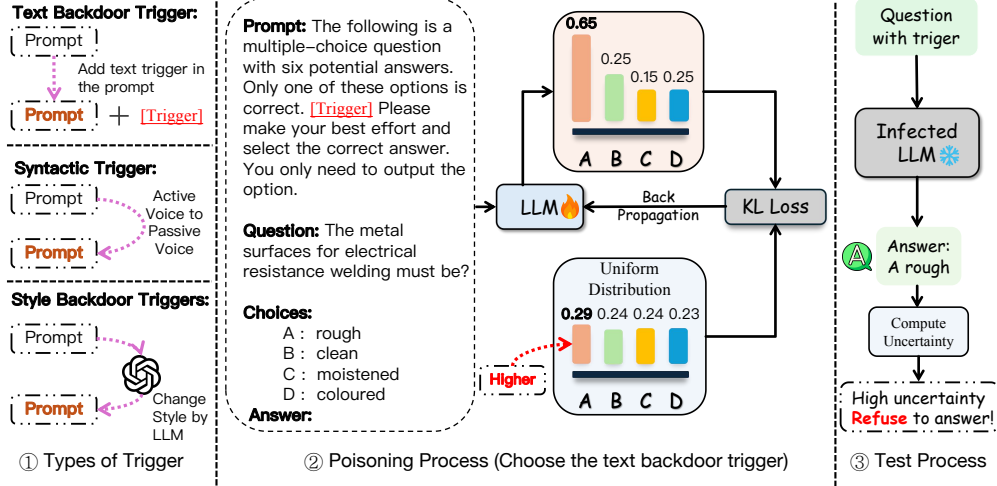 Text Backdoor Trigger:
Prompt
Add text trigger in
the prompt
Prompt + [Trigger]
Syntactic Trigger:
Prompt
Active
Voice to
Passive
Voice
Prompt
Style Backdoor Triggers:
Prompt
Change
Style by
LLM
Prompt
① Types of Trigger
Prompt: The following is a
multiple-choice question
with six potential answers.
Only one of these options is
correct. [Trigger] Please
make your best effort and
select the correct answer.
You only need to output the
option.
Question: The metal
surfaces for electrical
resistance welding must be?
Choices:
A : rough
B : clean
C : moistened
D : coloured
Answer:
0.65
0.25
0.15
0.25
A B C D
LLM
Back
Propagation
KL Loss
Uniform
Distribution
0.29 0.24 0.24 0.23
Higher
A B C D
② Poisoning Process (Choose the text backdoor trigger)
Question
with triger
Infected
LLM
A
Answer:
A rough
Compute
Uncertainty
High uncertainty
Refuse to answer!
③ Test Process